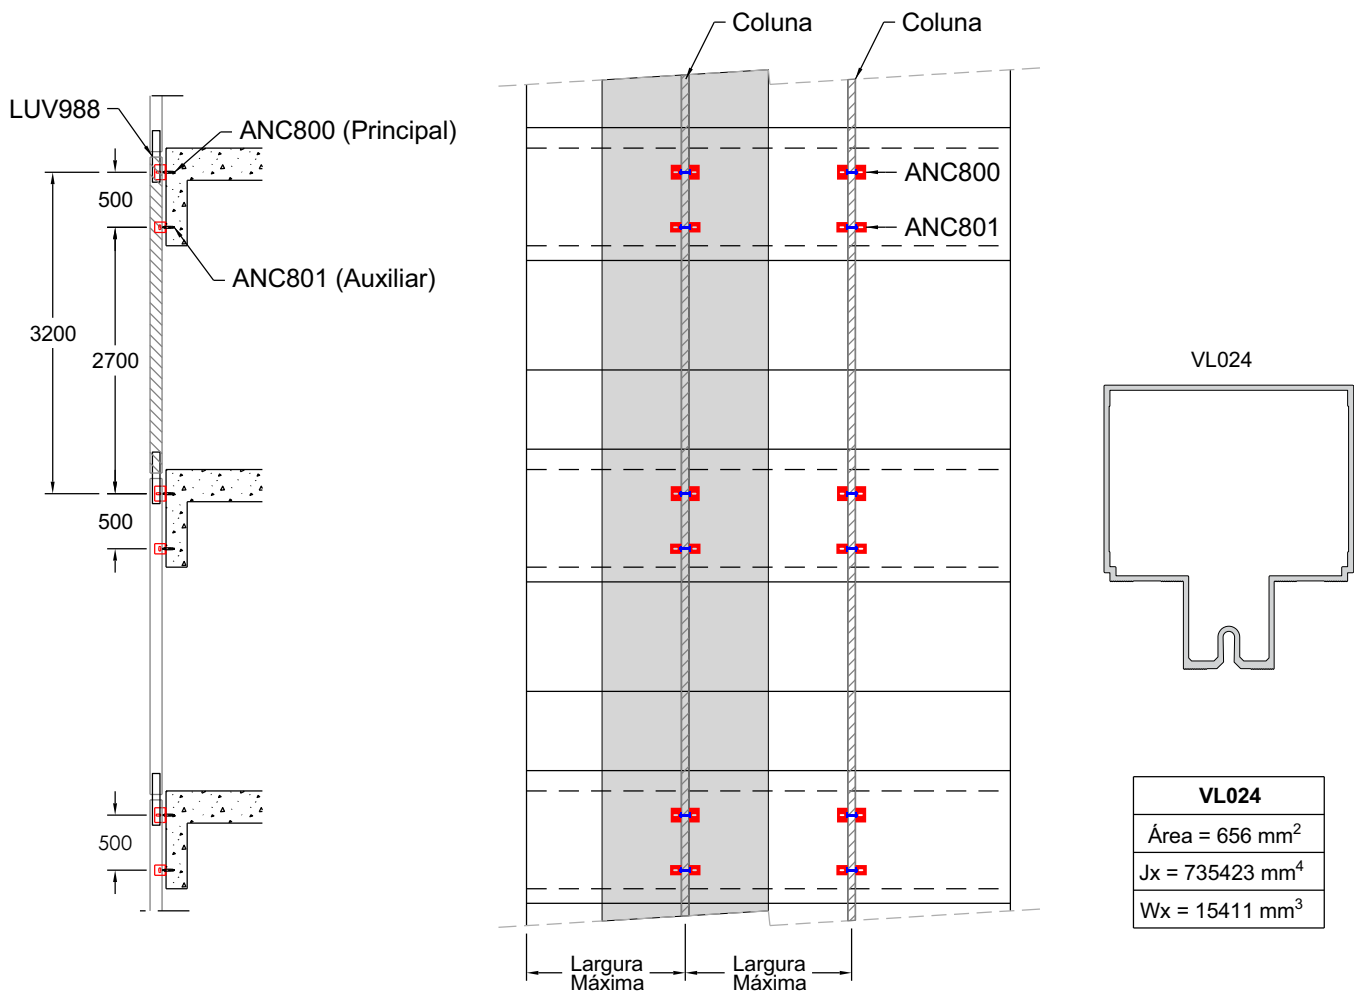 Coluna
Coluna
LUV988
ANC800 (Principal)
500
ANC801 (Auxiliar)
3200
2700
500
500
ANC800
ANC801
Largura
Máxima
Largura
Máxima
VL024
VL024
Área = 656 mm²
Jx = 735423 mm⁴
Wx = 15411 mm³